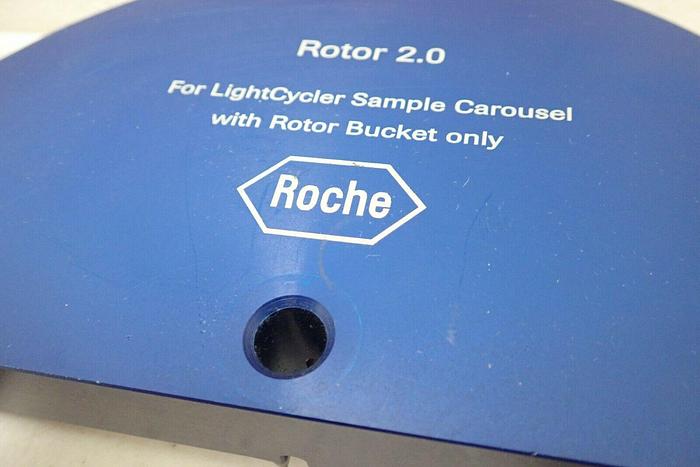 Rotor 2.0
For LightCycler Sample Carousel
with Rotor Bucket only
Roche